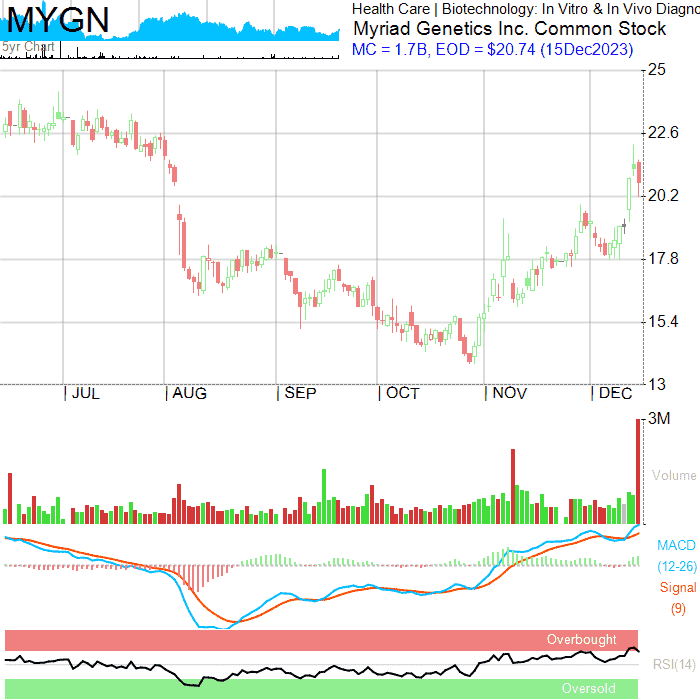 MYGN
5yr Chart
Health Care | Biotechnology: In Vitro & In Vivo Diagno
Myriad Genetics Inc. Common Stock
MC = 1.7B, EOD = $20.74 (15Dec2023)
25
22.6
20.2
17.8
15.4
13
JUL AUG SEP OCT NOV DEC
3M
Volume
MACD
(12-26)
Signal
(9)
Overbought
RSI(14)
Oversold